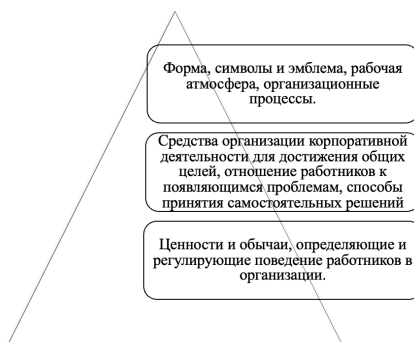 Форма, символы и эмблема, рабочая
атмосфера, организационные
процессы.
Средства организации корпоративной
деятельности для достижения общих
целей, отношение работников к
появляющимся проблемам, способы
принятия самостоятельных решений
Ценности и обычаи, определяющие и
регулирующие поведение работников в
организации.